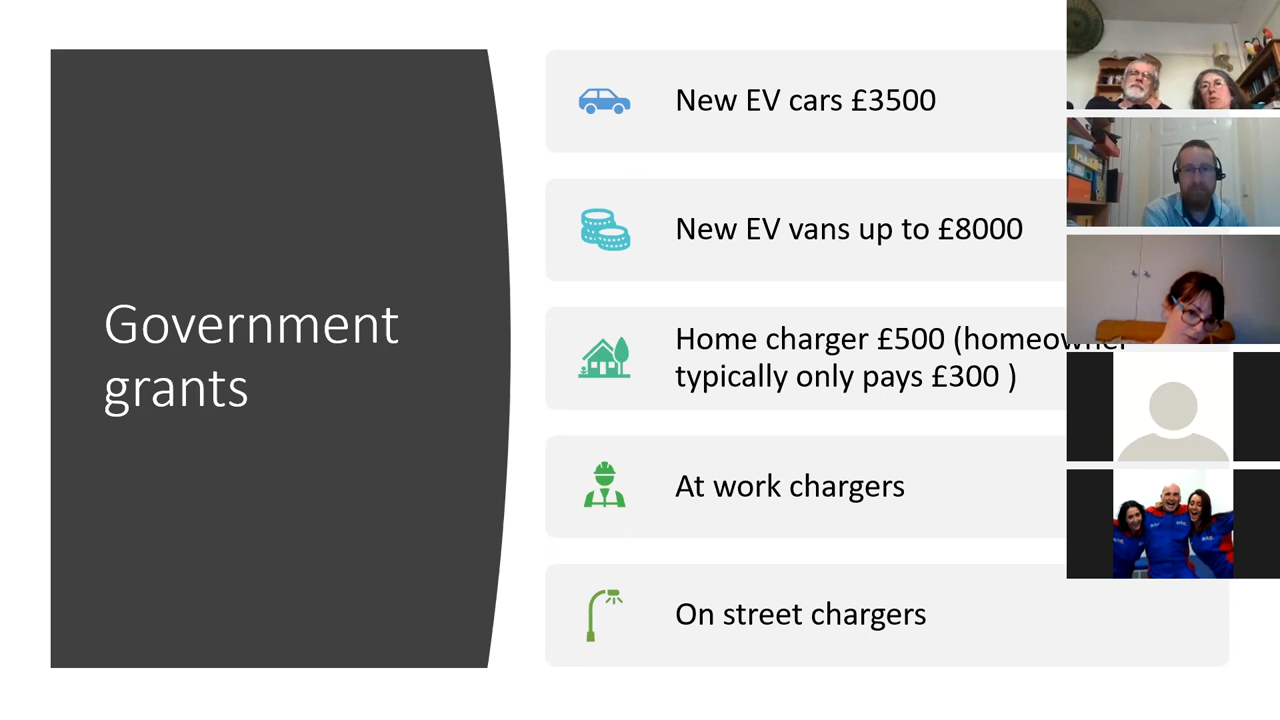 Government
grants
New EV cars £3500
New EV vans up to £8000
Home charger £500 (homeowner
typically only pays £300 )
At work chargers
On street chargers